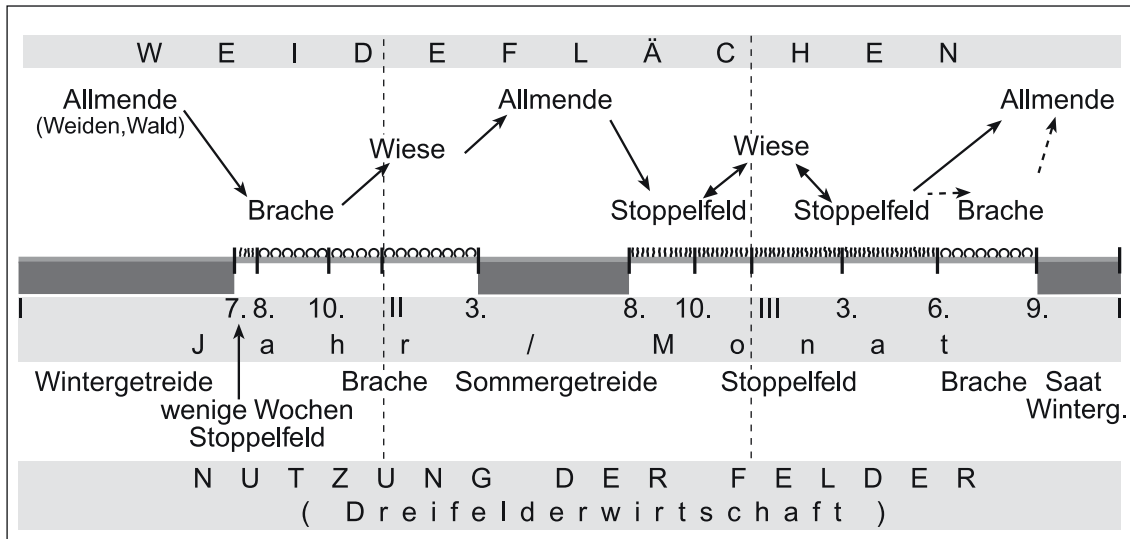 W E I D E F L Ä C H E N
Allmende
(Weiden,Wald)
Brache
Wiese
Allmende
Stoppelfeld
Wiese
Stoppelfeld
Brache
Allmende
I 7. 8. 10. II 3. 8. 10. III 3. 6. 9. I
J a h r / M o n a t
Wintergetreide Brache Sommergetreide Stoppelfeld Brache Saat
Winterg.
wenige Wochen
Stoppelfeld
N U T Z U N G D E R F E L D E R
( D r e i f e l d e r w i r t s c h a f t )